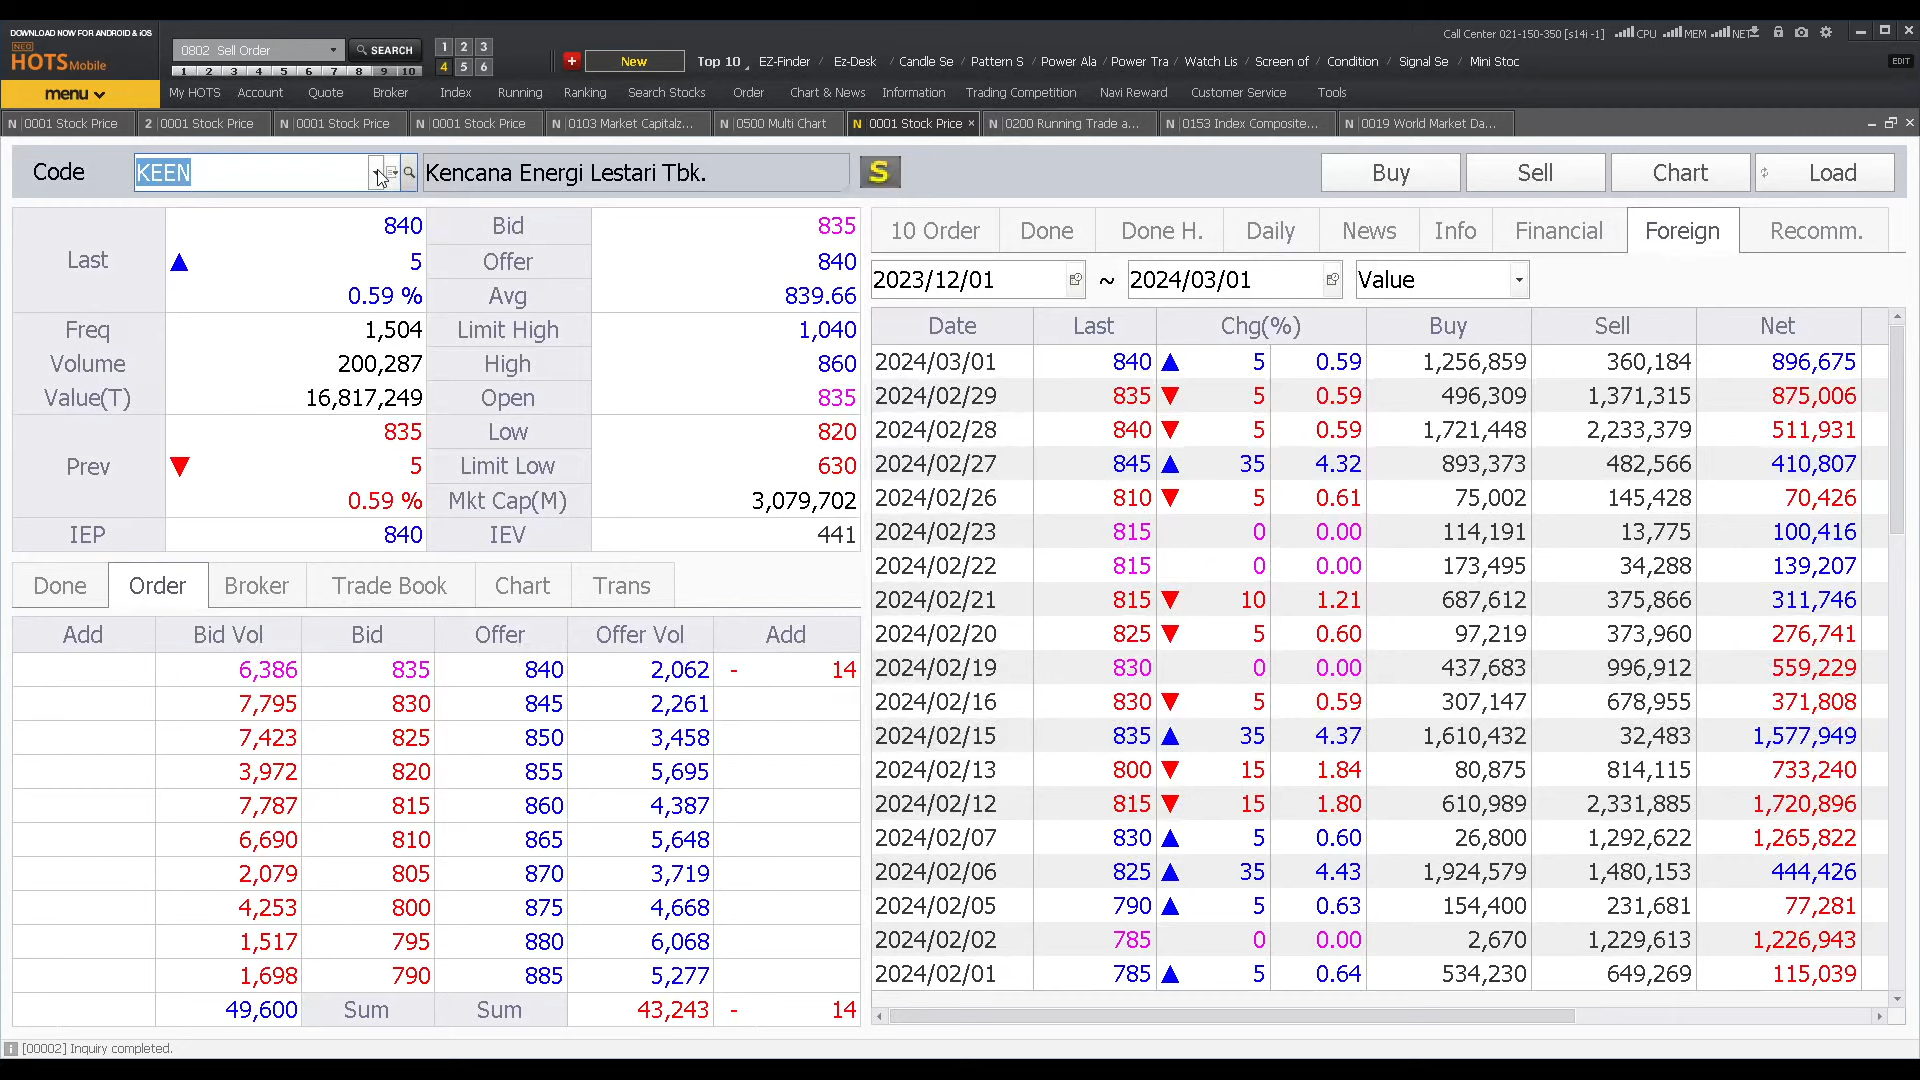 DOWNLOAD NOW FOR ANDROID & iOS
NEO
HOTS Mobile
menu
0802 Sell Order
SEARCH
1 2 3 4 5 6 7 8 9 10
1 2 3
4 5 6
New
Top 10
EZ-Finder / Ez-Desk / Candle Se / Pattern S / Power Ala / Power Tra / Watch Lis / Screen of / Condition / Signal Se / Mini Stoc
Call Center 021-150-350 [s14i -1]
CPU MEM NET
EDIT
My HOTS Account Quote Broker Index Running Ranking Search Stocks Order Chart & News Information Trading Competition Navi Reward Customer Service Tools
N 0001 Stock Price 2 0001 Stock Price N 0001 Stock Price N 0001 Stock Price N 0103 Market Capitalz... N 0500 Multi Chart N 0001 Stock Price × N 0200 Running Trade a... N 0153 Index Composite... N 0019 World Market Da...
Code KEEN Kencana Energi Lestari Tbk. S Buy Sell Chart Load
Last ▲ 840 5 0.59 %
Bid 835
Offer 840
Avg 839.66
Freq 1,504 Limit High 1,040
Volume 200,287 High 860
Value(T) 16,817,249 Open 835
Prev ▼ 835 5 0.59 %
Low 820
Limit Low 630
Mkt Cap(M) 3,079,702
IEP 840 IEV 441
Done Order Broker Trade Book Chart Trans
Add Bid Vol Bid Offer Offer Vol Add
6,386 835 840 2,062 - 14
7,795 830 845 2,261
7,423 825 850 3,458
3,972 820 855 5,695
7,787 815 860 4,387
6,690 810 865 5,648
2,079 805 870 3,719
4,253 800 875 4,668
1,517 795 880 6,068
1,698 790 885 5,277
49,600 Sum Sum 43,243 - 14
10 Order Done Done H. Daily News Info Financial Foreign Recomm.
2023/12/01 ~ 2024/03/01 Value
Date Last Chg(%) Buy Sell Net
2024/03/01 840 ▲ 5 0.59 1,256,859 360,184 896,675
2024/02/29 835 ▼ 5 0.59 496,309 1,371,315 875,006
2024/02/28 840 ▼ 5 0.59 1,721,448 2,233,379 511,931
2024/02/27 845 ▲ 35 4.32 893,373 482,566 410,807
2024/02/26 810 ▼ 5 0.61 75,002 145,428 70,426
2024/02/23 815 0 0.00 114,191 13,775 100,416
2024/02/22 815 0 0.00 173,495 34,288 139,207
2024/02/21 815 ▼ 10 1.21 687,612 375,866 311,746
2024/02/20 825 ▼ 5 0.60 97,219 373,960 276,741
2024/02/19 830 0 0.00 437,683 996,912 559,229
2024/02/16 830 ▼ 5 0.59 307,147 678,955 371,808
2024/02/15 835 ▲ 35 4.37 1,610,432 32,483 1,577,949
2024/02/13 800 ▼ 15 1.84 80,875 814,115 733,240
2024/02/12 815 ▼ 15 1.80 610,989 2,331,885 1,720,896
2024/02/07 830 ▲ 5 0.60 26,800 1,292,622 1,265,822
2024/02/06 825 ▲ 35 4.43 1,924,579 1,480,153 444,426
2024/02/05 790 ▲ 5 0.63 154,400 231,681 77,281
2024/02/02 785 0 0.00 2,670 1,229,613 1,226,943
2024/02/01 785 ▲ 5 0.64 534,230 649,269 115,039
[00002] Inquiry completed.